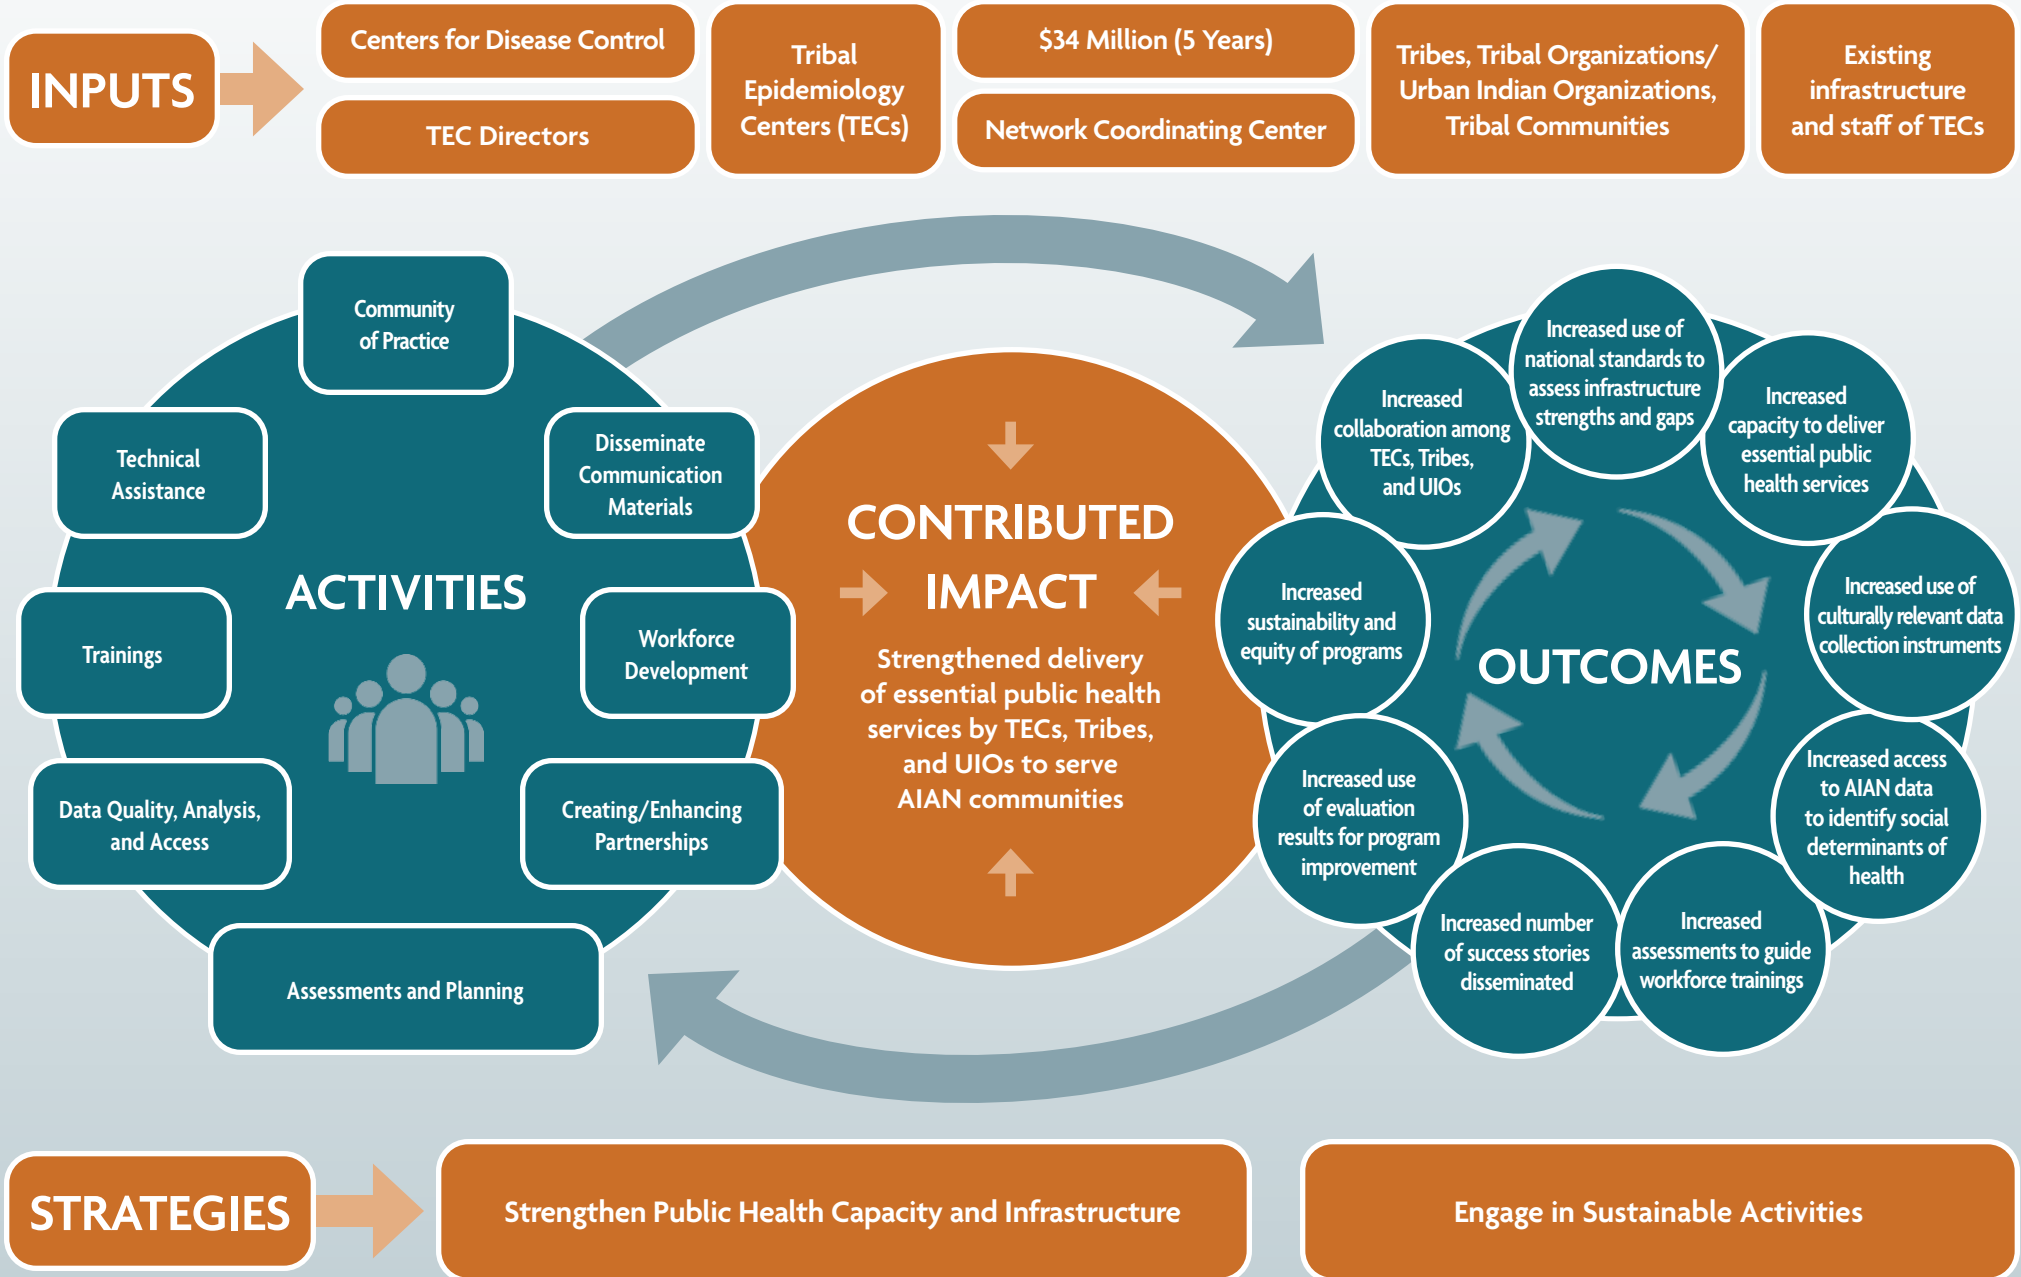 INPUTS
Centers for Disease Control
TEC Directors
Tribal
Epidemiology
Centers (TECs)
$34 Million (5 Years)
Network Coordinating Center
Tribes, Tribal Organizations/
Urban Indian Organizations,
Tribal Communities
Existing
infrastructure
and staff of TECs
ACTIVITIES
Community
of Practice
Disseminate
Communication
Materials
Workforce
Development
Creating/Enhancing
Partnerships
Assessments and Planning
Data Quality, Analysis,
and Access
Trainings
Technical
Assistance
CONTRIBUTED
IMPACT
Strengthened delivery
of essential public health
services by TECs, Tribes,
and UIOs to serve
AIAN communities
OUTCOMES
Increased use of
national standards to
assess infrastructure
strengths and gaps
Increased
capacity to deliver
essential public
health services
Increased use of
culturally relevant data
collection instruments
Increased access
to AIAN data
to identify social
determinants of
health
Increased
assessments to guide
workforce trainings
Increased number
of success stories
disseminated
Increased use
of evaluation
results for program
improvement
Increased
sustainability and
equity of programs
Increased
collaboration among
TECs, Tribes,
and UIOs
STRATEGIES
Strengthen Public Health Capacity and Infrastructure
Engage in Sustainable Activities